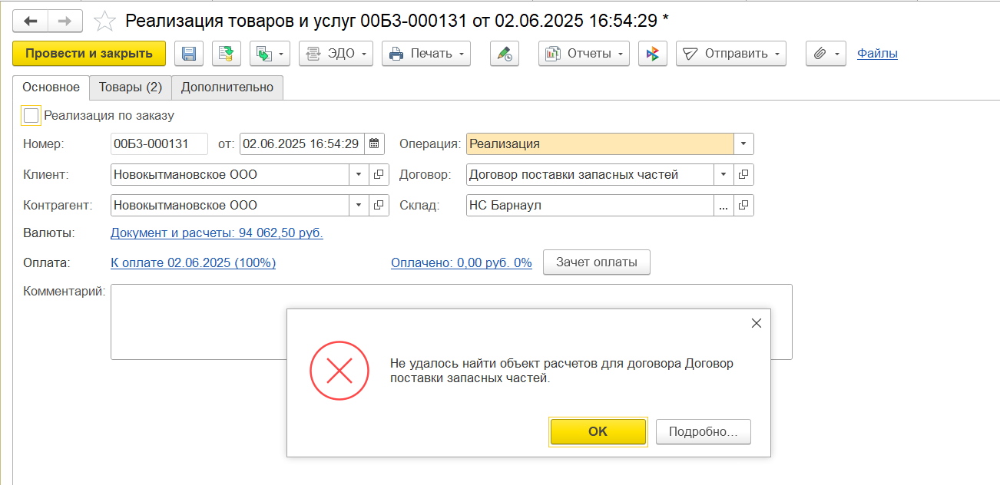 Реализация товаров и услуг 00БЗ-000131 от 02.06.2025 16:54:29 *
Провести и закрыть ЭДО Печать Отчеты Отправить Файлы
Основное Товары (2) Дополнительно
Реализация по заказу
Номер: 00БЗ-000131 от: 02.06.2025 16:54:29 Операция: Реализация
Клиент: Новокытмановское ООО Договор: Договор поставки запасных частей
Контрагент: Новокытмановское ООО Склад: НС Барнаул ...
Валюты: Документ и расчеты: 94 062,50 руб.
Оплата: К оплате 02.06.2025 (100%) Оплачено: 0,00 руб. 0% Зачет оплаты
Комментарий:
Не удалось найти объект расчетов для договора Договор
поставки запасных частей.
OK Подробно...